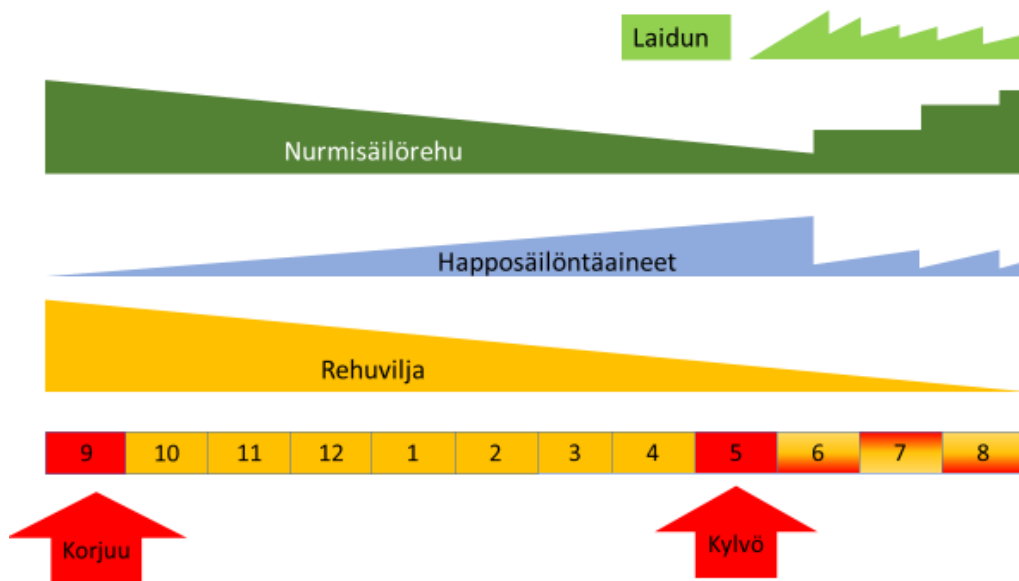 Laidun
Nurmisäilörehu
Happosäilöntäaineet
Rehuvilja
9 10 11 12 1 2 3 4 5 6 7 8
Korjuu
Kylvö